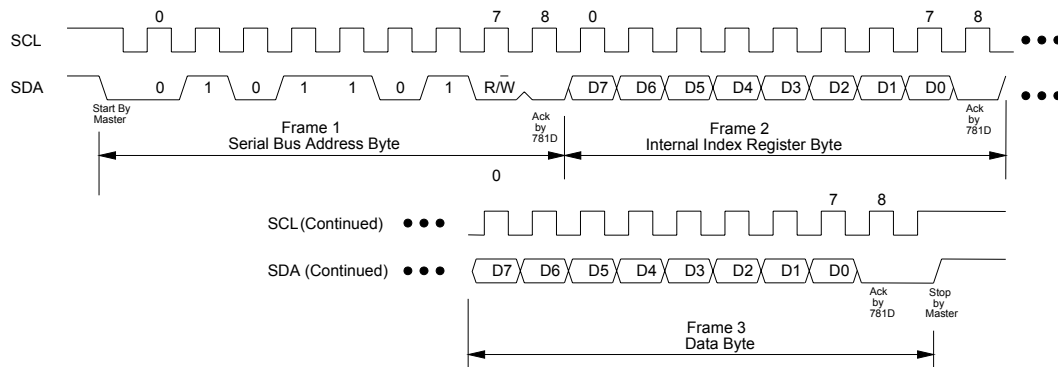 0 7 8 0 7 8
SCL
SDA 0 1 0 1 1 0 1 R/W̅ D7 D6 D5 D4 D3 D2 D1 D0
Start By
Master
Ack
by
781D
Ack
by
781D
Frame 1
Serial Bus Address Byte
Frame 2
Internal Index Register Byte
0 7 8
SCL (Continued)
SDA (Continued) D7 D6 D5 D4 D3 D2 D1 D0
Ack
by
781D
Stop
by
Master
Frame 3
Data Byte